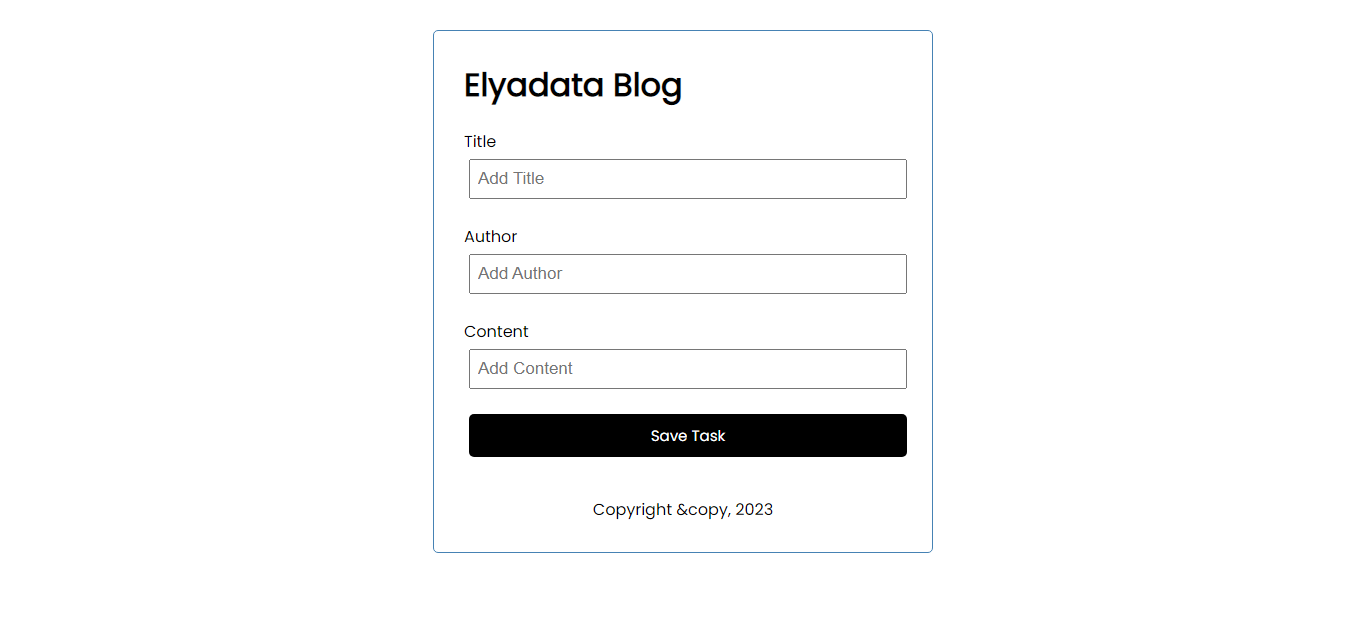 Elyadata Blog
Title
Add Title
Author
Add Author
Content
Add Content
Save Task
Copyright &copy, 2023